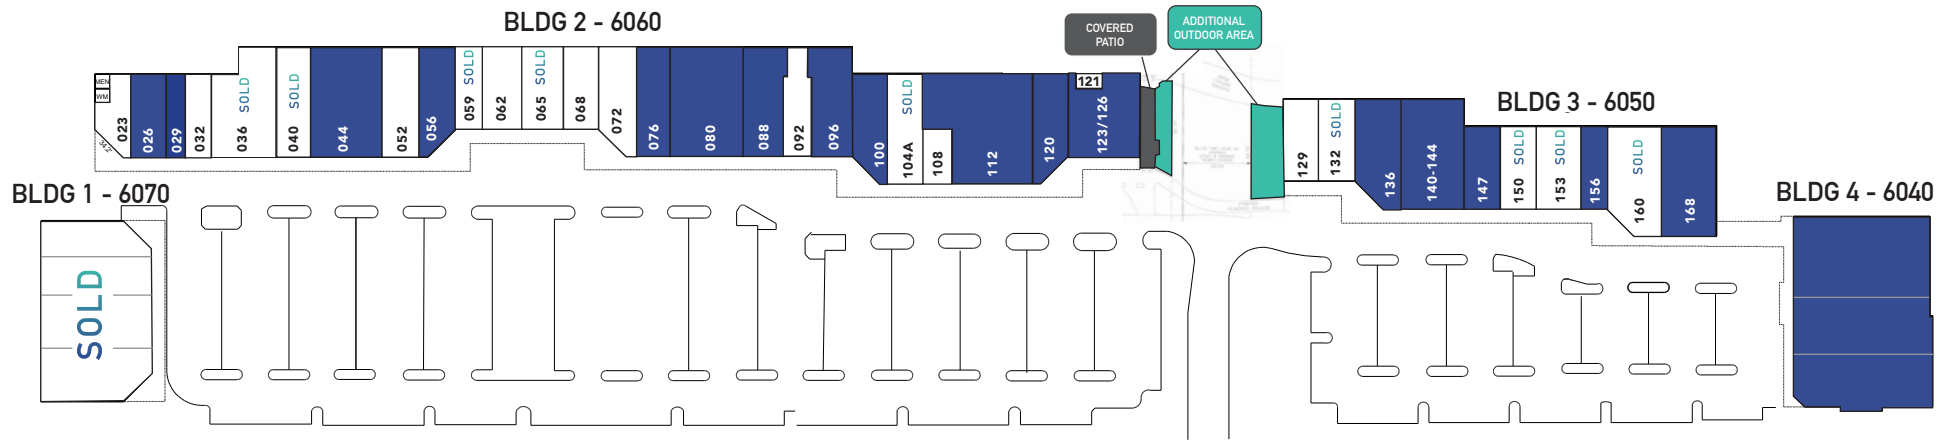 BLDG 2 - 6060
COVERED
PATIO
ADDITIONAL
OUTDOOR AREA
BLDG 3 - 6050
BLDG 1 - 6070
BLDG 4 - 6040
MEN
WM
34.2'
023
026
029
032
036 SOLD
040 SOLD
044
052
056
059 SOLD
062
065 SOLD
068
072
076
080
088
092
096
100
104A SOLD
108
112
120
121
123/126
129
132 SOLD
136
140-144
147
150 SOLD
153 SOLD
156
160 SOLD
168
SOLD